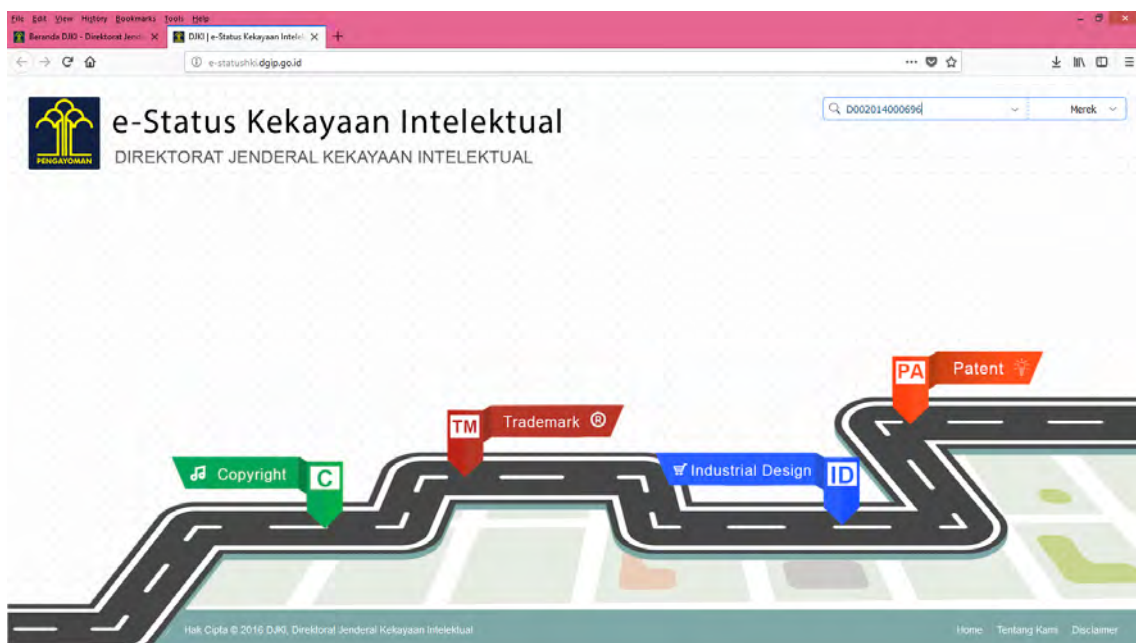 File Edit View History Bookmarks Tools Help
Beranda DJKI - Direktorat Jender
DJKI | e-Status Kekayaan Intelek
e-statushki.dgip.go.id
PENGAYOMAN
e-Status Kekayaan Intelektual
DIREKTORAT JENDERAL KEKAYAAN INTELEKTUAL
D002014000696
Merek
PA Patent
TM Trademark ®
Copyright C
Industrial Design ID
Hak Cipta © 2016 DJKI, Direktorat Jenderal Kekayaan Intelektual
Home Tentang Kami Disclaimer